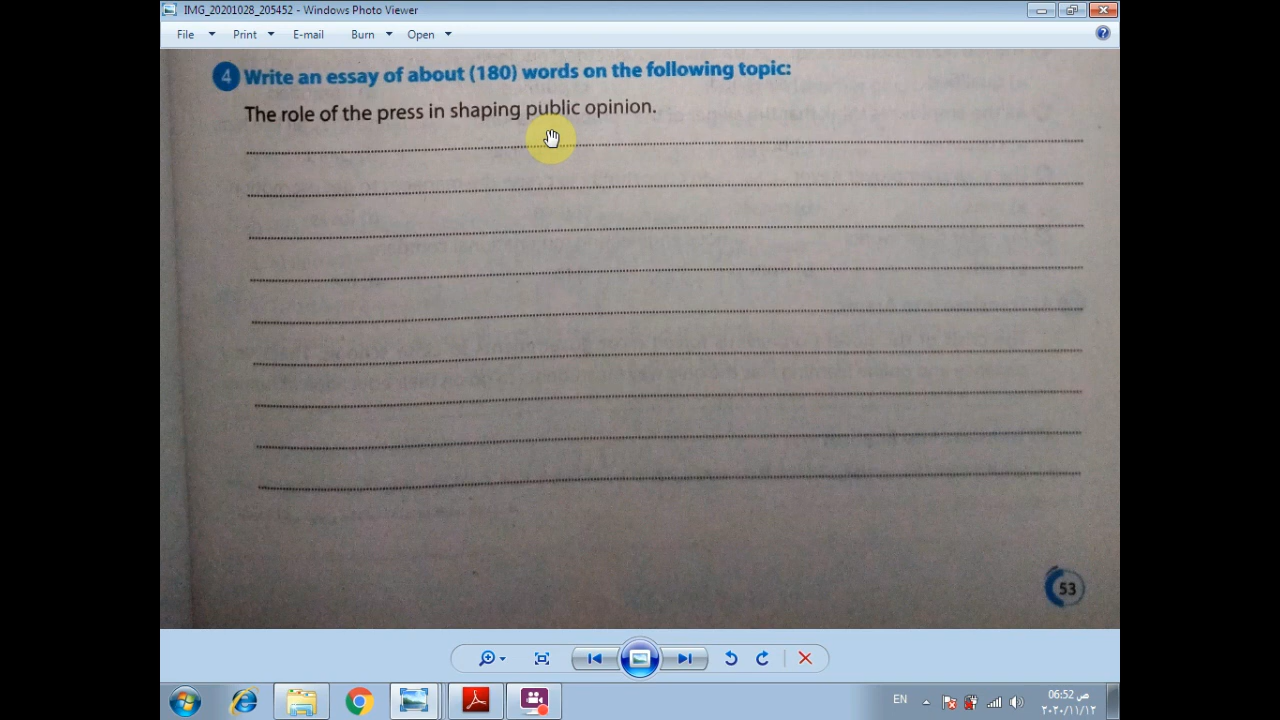 IMG_20201028_205452 - Windows Photo Viewer
File Print E-mail Burn Open
4 Write an essay of about (180) words on the following topic:
The role of the press in shaping public opinion.
53
EN
06:52 ص
٢٠٢٠/١١/١٢